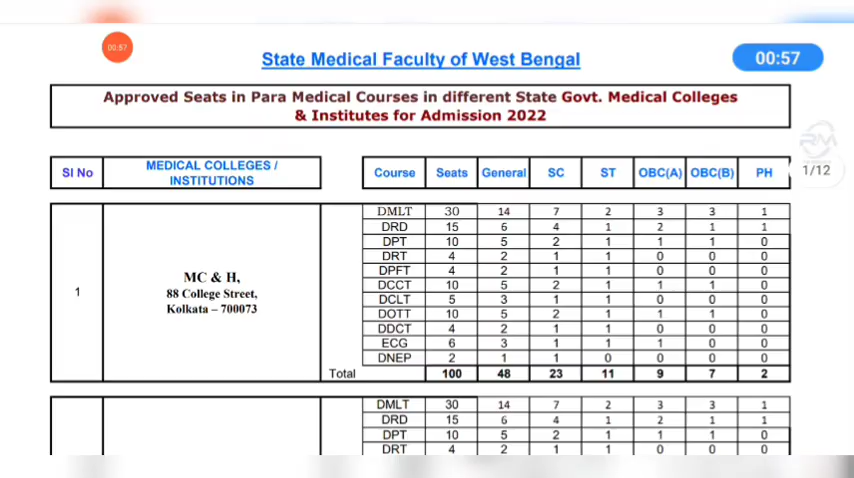 00:57
State Medical Faculty of West Bengal
00:57
Approved Seats in Para Medical Courses in different State Govt. Medical Colleges
& Institutes for Admission 2022
RM
1/12
Sl No MEDICAL COLLEGES / INSTITUTIONS Course Seats General SC ST OBC(A) OBC(B) PH
DMLT 30 14 7 2 3 3 1
DRD 15 6 4 1 2 1 1
DPT 10 5 2 1 1 1 0
DRT 4 2 1 1 0 0 0
DPFT 4 2 1 1 0 0 0
1 MC & H,
88 College Street,
Kolkata – 700073
DCCT 10 5 2 1 1 1 0
DCLT 5 3 1 1 0 0 0
DOTT 10 5 2 1 1 1 0
DDCT 4 2 1 1 0 0 0
ECG 6 3 1 1 1 0 0
DNEP 2 1 1 0 0 0 0
Total 100 48 23 11 9 7 2
DMLT 30 14 7 2 3 3 1
DRD 15 6 4 1 2 1 1
DPT 10 5 2 1 1 1 0
DRT 4 2 1 1 0 0 0